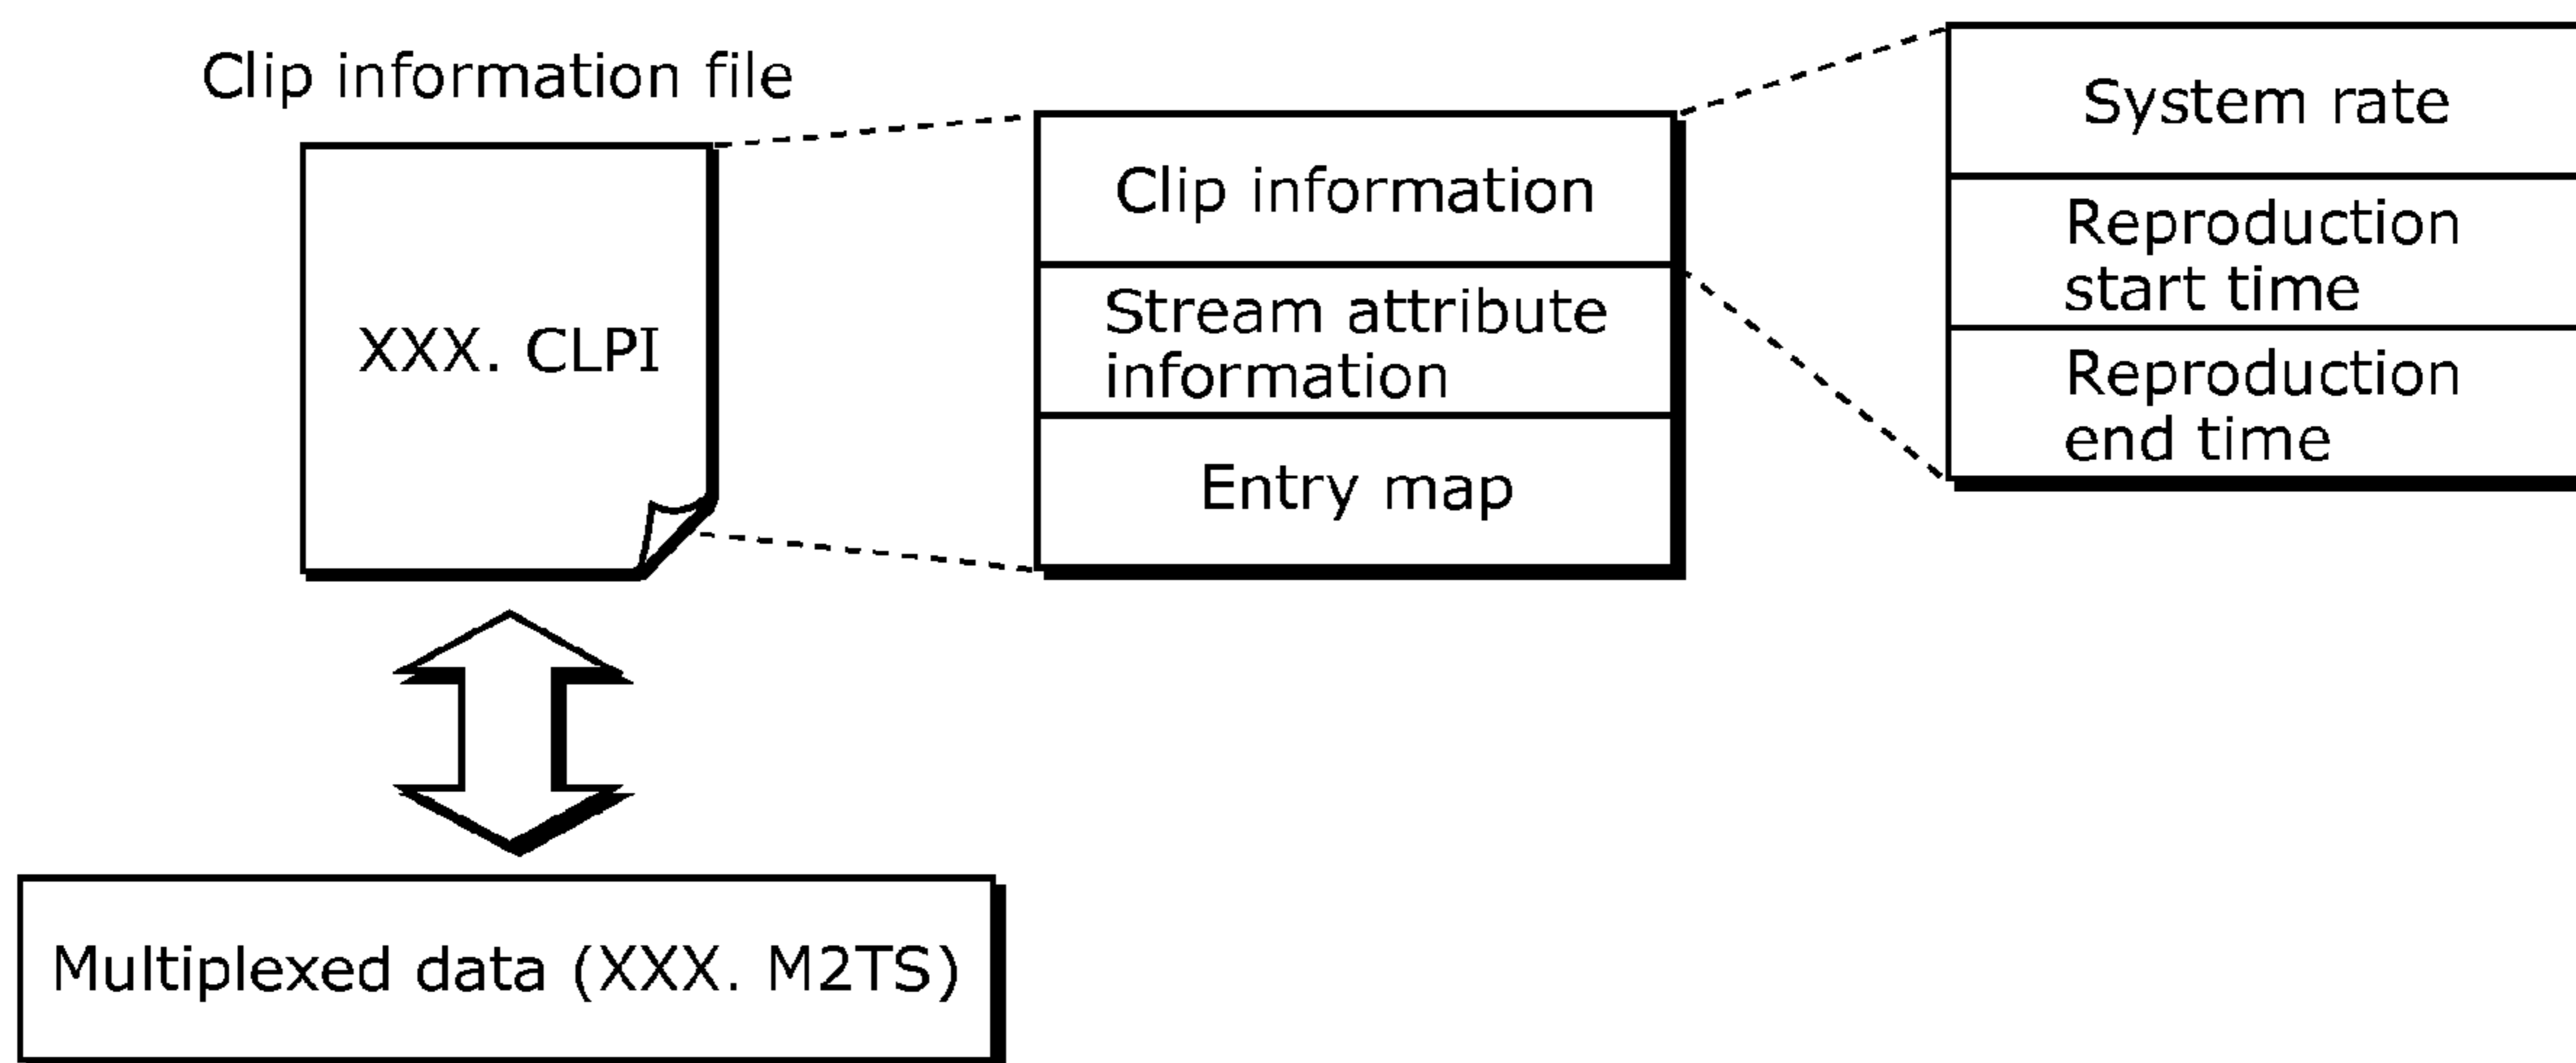 Clip information file
XXX. CLPI
Clip information
Stream attribute
information
Entry map
System rate
Reproduction
start time
Reproduction
end time
Multiplexed data (XXX. M2TS)